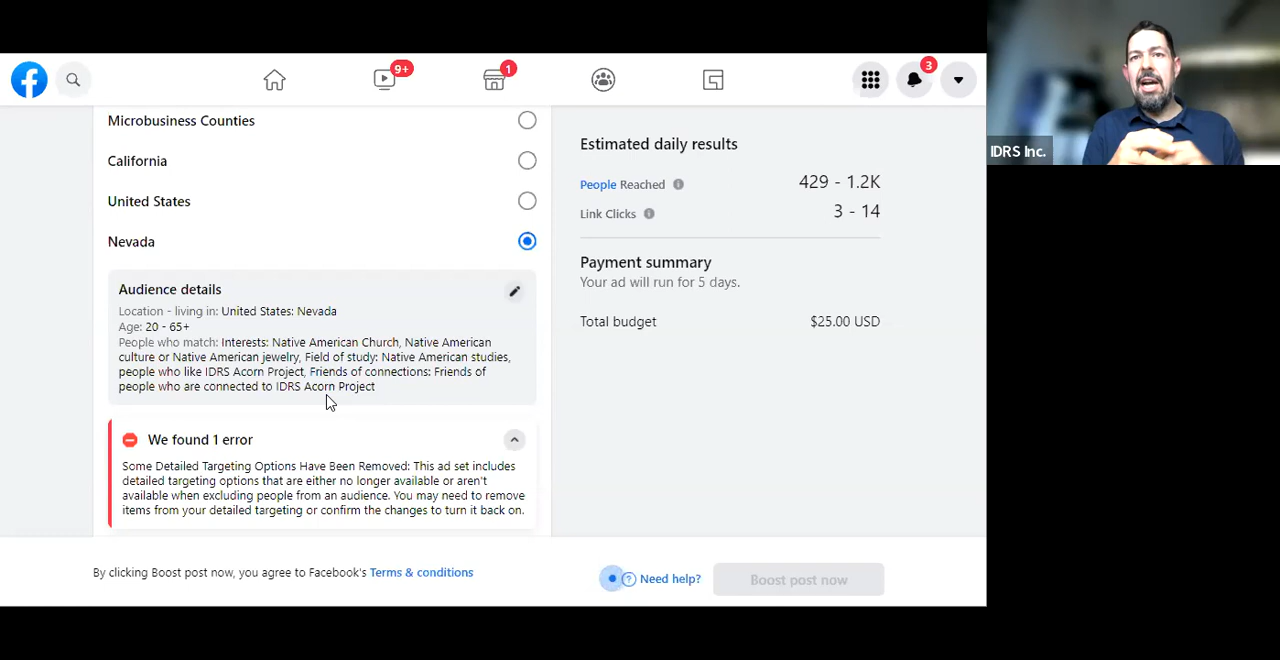 9+
1
3
IDRS Inc.
Microbusiness Counties
California
United States
Nevada
Audience details
Location - living in: United States: Nevada
Age: 20 - 65+
People who match: Interests: Native American Church, Native American
culture or Native American jewelry, Field of study: Native American studies,
people who like IDRS Acorn Project, Friends of connections: Friends of
people who are connected to IDRS Acorn Project
We found 1 error
Some Detailed Targeting Options Have Been Removed: This ad set includes
detailed targeting options that are either no longer available or aren't
available when excluding people from an audience. You may need to remove
items from your detailed targeting or confirm the changes to turn it back on.
Estimated daily results
People Reached 429 - 1.2K
Link Clicks 3 - 14
Payment summary
Your ad will run for 5 days.
Total budget $25.00 USD
By clicking Boost post now, you agree to Facebook's Terms & conditions
Need help?
Boost post now